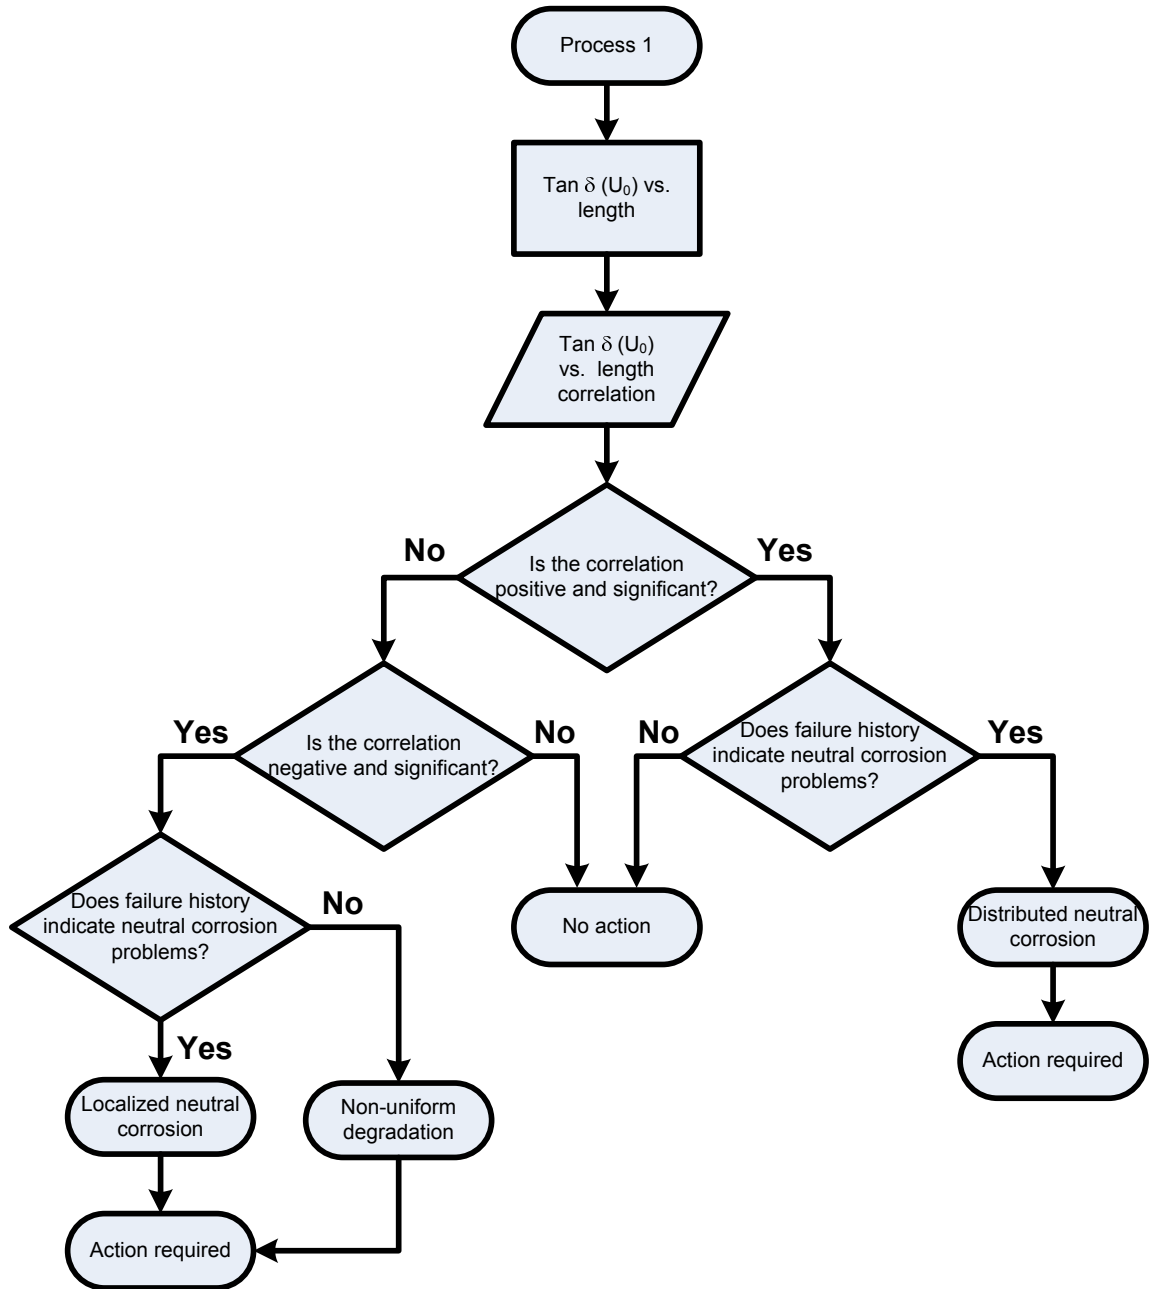 Process 1
Tan δ (U₀) vs.
length
Tan δ (U₀)
vs.  length
correlation
No
Yes
Is the correlation
positive and significant?
Yes
Is the correlation
negative and significant?
No
No
Does failure history
indicate neutral corrosion
problems?
Yes
Does failure history
indicate neutral corrosion
problems?
No
No action
Distributed neutral
corrosion
Yes
Action required
Localized neutral
corrosion
Non-uniform
degradation
Action required